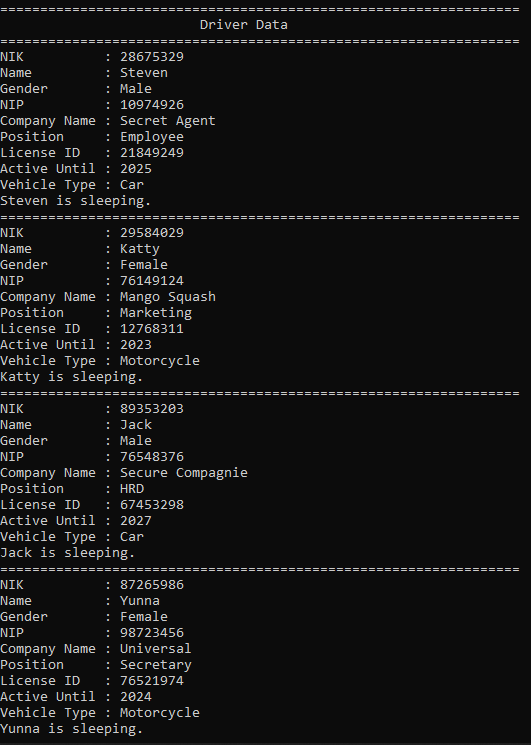 =================================================================
Driver Data
=================================================================
NIK : 28675329
Name : Steven
Gender : Male
NIP : 10974926
Company Name : Secret Agent
Position : Employee
License ID : 21849249
Active Until : 2025
Vehicle Type : Car
Steven is sleeping.
=================================================================
NIK : 29584029
Name : Katty
Gender : Female
NIP : 76149124
Company Name : Mango Squash
Position : Marketing
License ID : 12768311
Active Until : 2023
Vehicle Type : Motorcycle
Katty is sleeping.
=================================================================
NIK : 89353203
Name : Jack
Gender : Male
NIP : 76548376
Company Name : Secure Compagnie
Position : HRD
License ID : 67453298
Active Until : 2027
Vehicle Type : Car
Jack is sleeping.
=================================================================
NIK : 87265986
Name : Yunna
Gender : Female
NIP : 98723456
Company Name : Universal
Position : Secretary
License ID : 76521974
Active Until : 2024
Vehicle Type : Motorcycle
Yunna is sleeping.